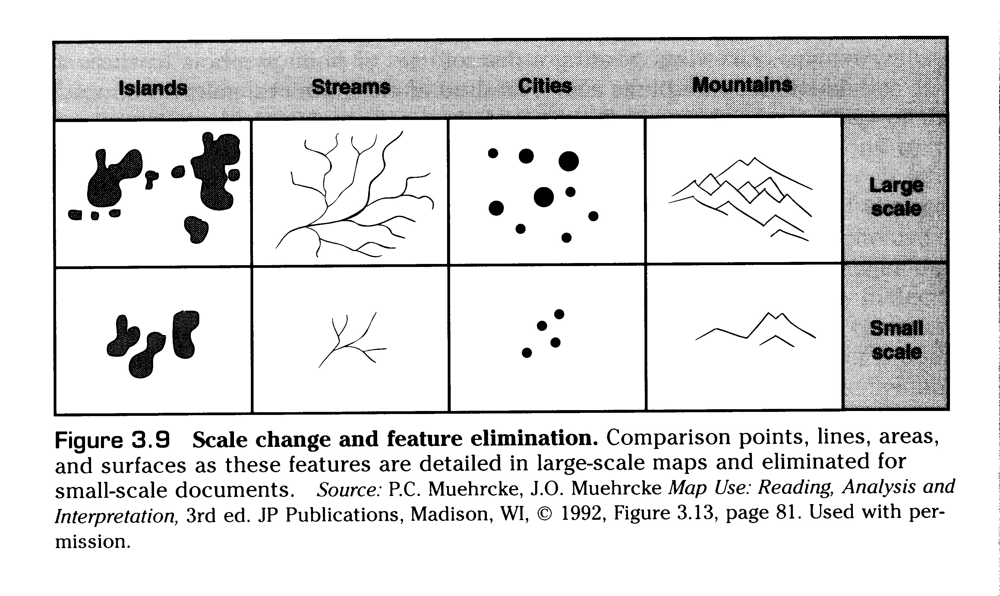 Islands Streams Cities Mountains
Large
scale
Small
scale
Figure 3.9 Scale change and feature elimination. Comparison points, lines, areas,
and surfaces as these features are detailed in large-scale maps and eliminated for
small-scale documents. Source: P.C. Muehrcke, J.O. Muehrcke Map Use: Reading, Analysis and
Interpretation, 3rd ed. JP Publications, Madison, WI, © 1992, Figure 3.13, page 81. Used with per-
mission.